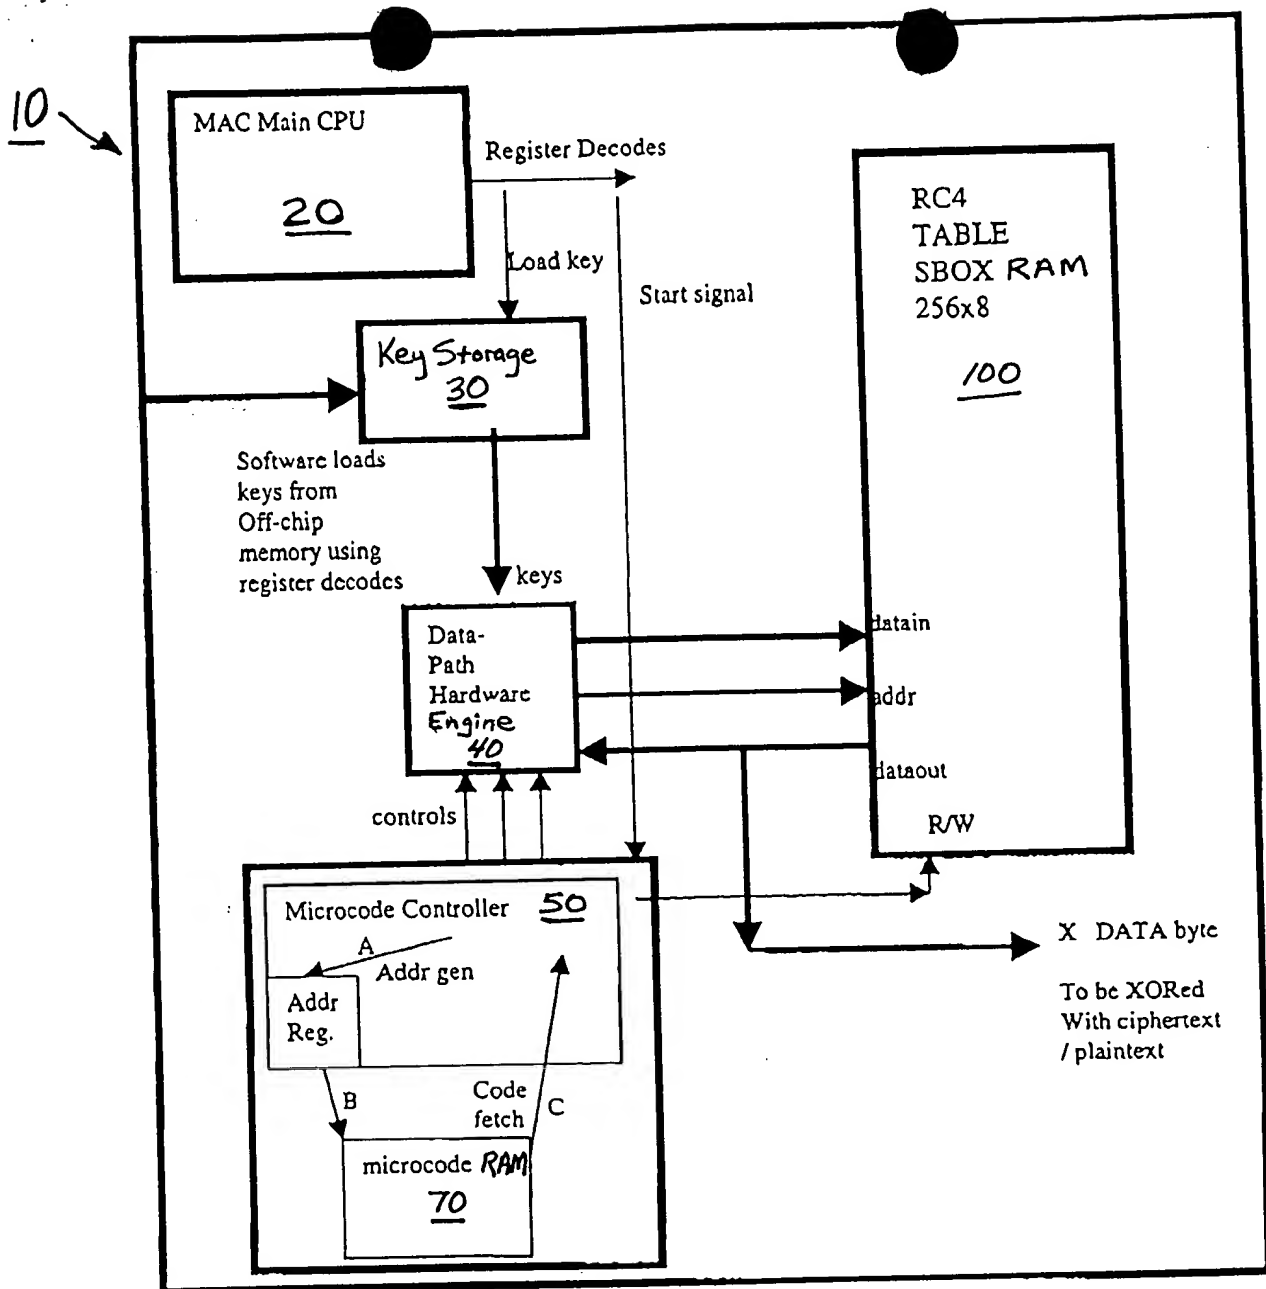 10
MAC Main CPU
20
Register Decodes
Load key
Start signal
RC4
TABLE
SBOX RAM
256x8
100
Key Storage
30
Software loads
keys from
Off-chip
memory using
register decodes
keys
Data-
Path
Hardware
Engine
40
datain
addr
dataout
R/W
controls
Microcode Controller 50
A
Addr gen
Addr
Reg.
B
Code
fetch
C
microcode RAM
70
X DATA byte
To be XORed
With ciphertext
/ plaintext